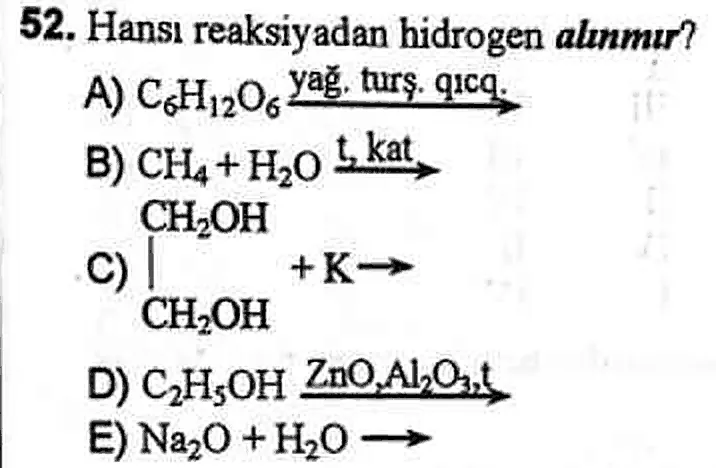 52. Hansı reaksiyadan hidrogen alınmır?
A) C₆H₁₂O₆ yağ. turş. qıcq.→
B) CH₄ + H₂O t, kat→
CH₂OH
C) | + K→
CH₂OH
D) C₂H₅OH ZnO,Al₂O₃,t→
E) Na₂O + H₂O →